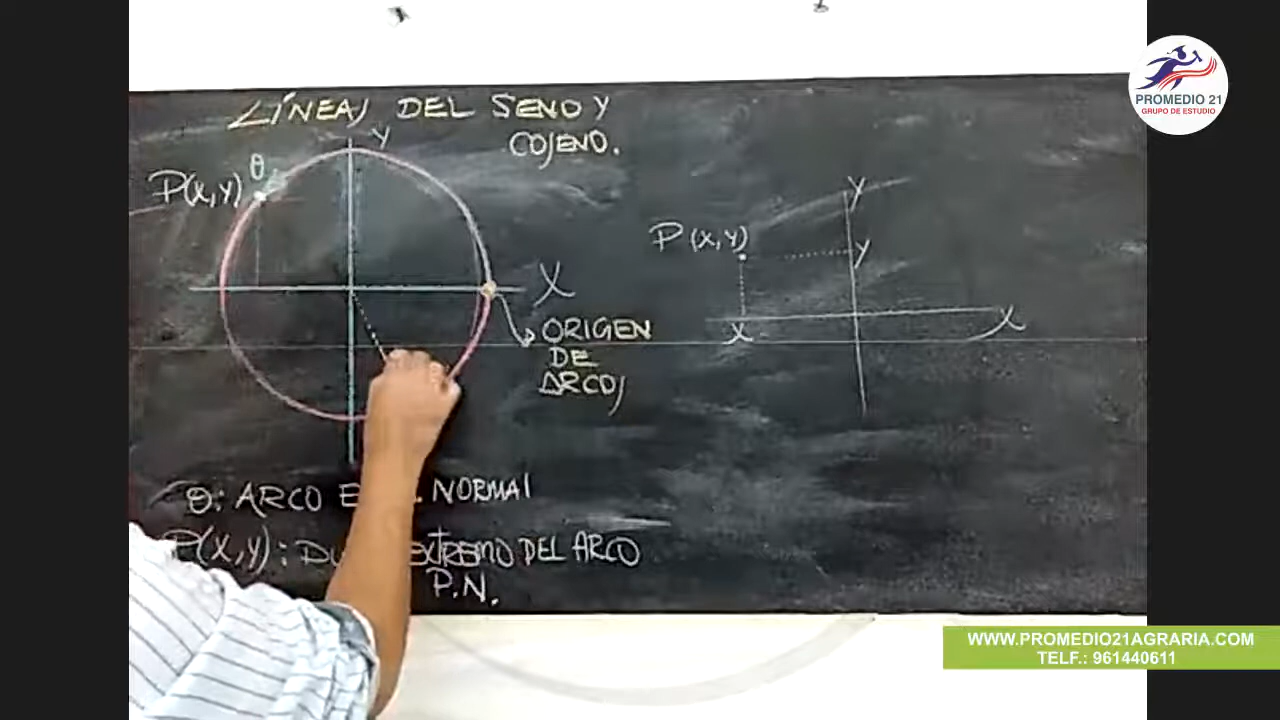 LÍNEAS DEL SENO Y
COSENO.
Y
θ
P(X,Y)
X
ORIGEN
DE
ARCOS
θ: ARCO E NORMAL
P(X,Y): EXTREMO DEL ARCO
P.N.
Y
P(X,Y)
Y
X
X
PROMEDIO 21
GRUPO DE ESTUDIO
WWW.PROMEDIO21AGRARIA.COM
TELF.: 961440611